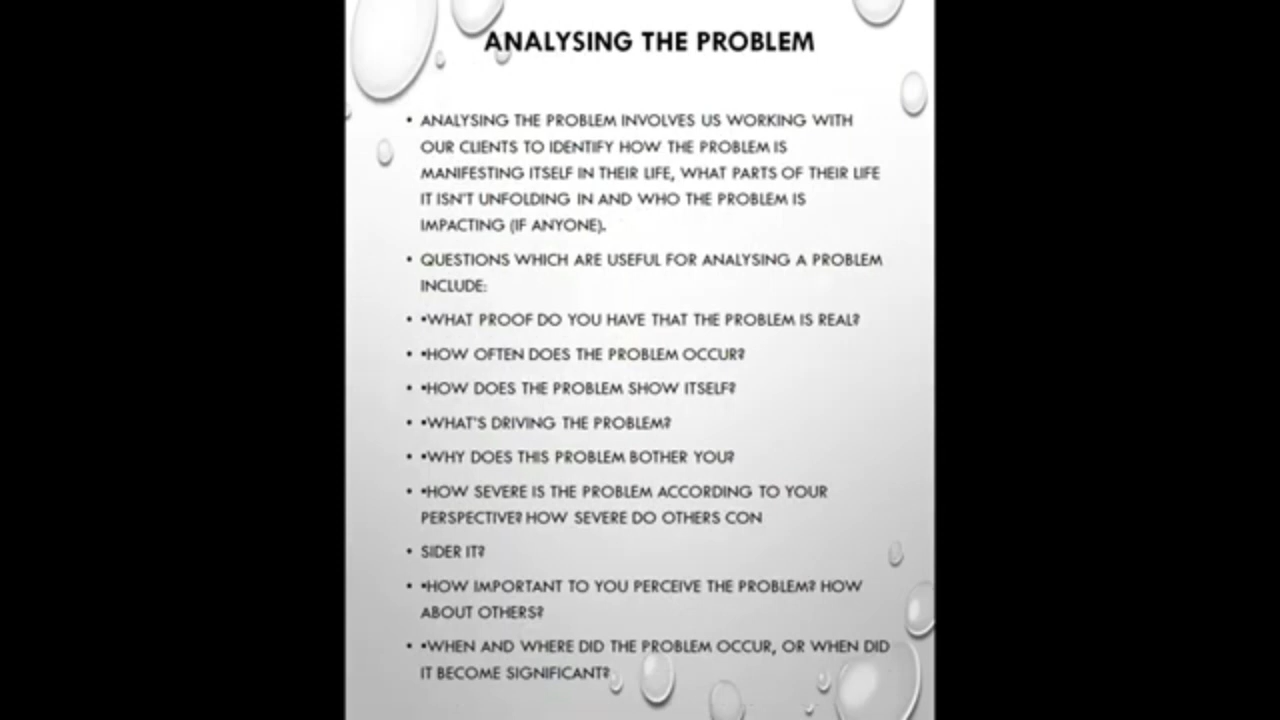 ANALYSING THE PROBLEM
• ANALYSING THE PROBLEM INVOLVES US WORKING WITH
OUR CLIENTS TO IDENTIFY HOW THE PROBLEM IS
MANIFESTING ITSELF IN THEIR LIFE, WHAT PARTS OF THEIR LIFE
IT ISN'T UNFOLDING IN AND WHO THE PROBLEM IS
IMPACTING (IF ANYONE).
• QUESTIONS WHICH ARE USEFUL FOR ANALYSING A PROBLEM
INCLUDE:
• •WHAT PROOF DO YOU HAVE THAT THE PROBLEM IS REAL?
• •HOW OFTEN DOES THE PROBLEM OCCUR?
• •HOW DOES THE PROBLEM SHOW ITSELF?
• •WHAT'S DRIVING THE PROBLEM?
• •WHY DOES THIS PROBLEM BOTHER YOU?
• •HOW SEVERE IS THE PROBLEM ACCORDING TO YOUR
PERSPECTIVE? HOW SEVERE DO OTHERS CON
• SIDER IT?
• •HOW IMPORTANT TO YOU PERCEIVE THE PROBLEM? HOW
ABOUT OTHERS?
• •WHEN AND WHERE DID THE PROBLEM OCCUR, OR WHEN DID
IT BECOME SIGNIFICANT?